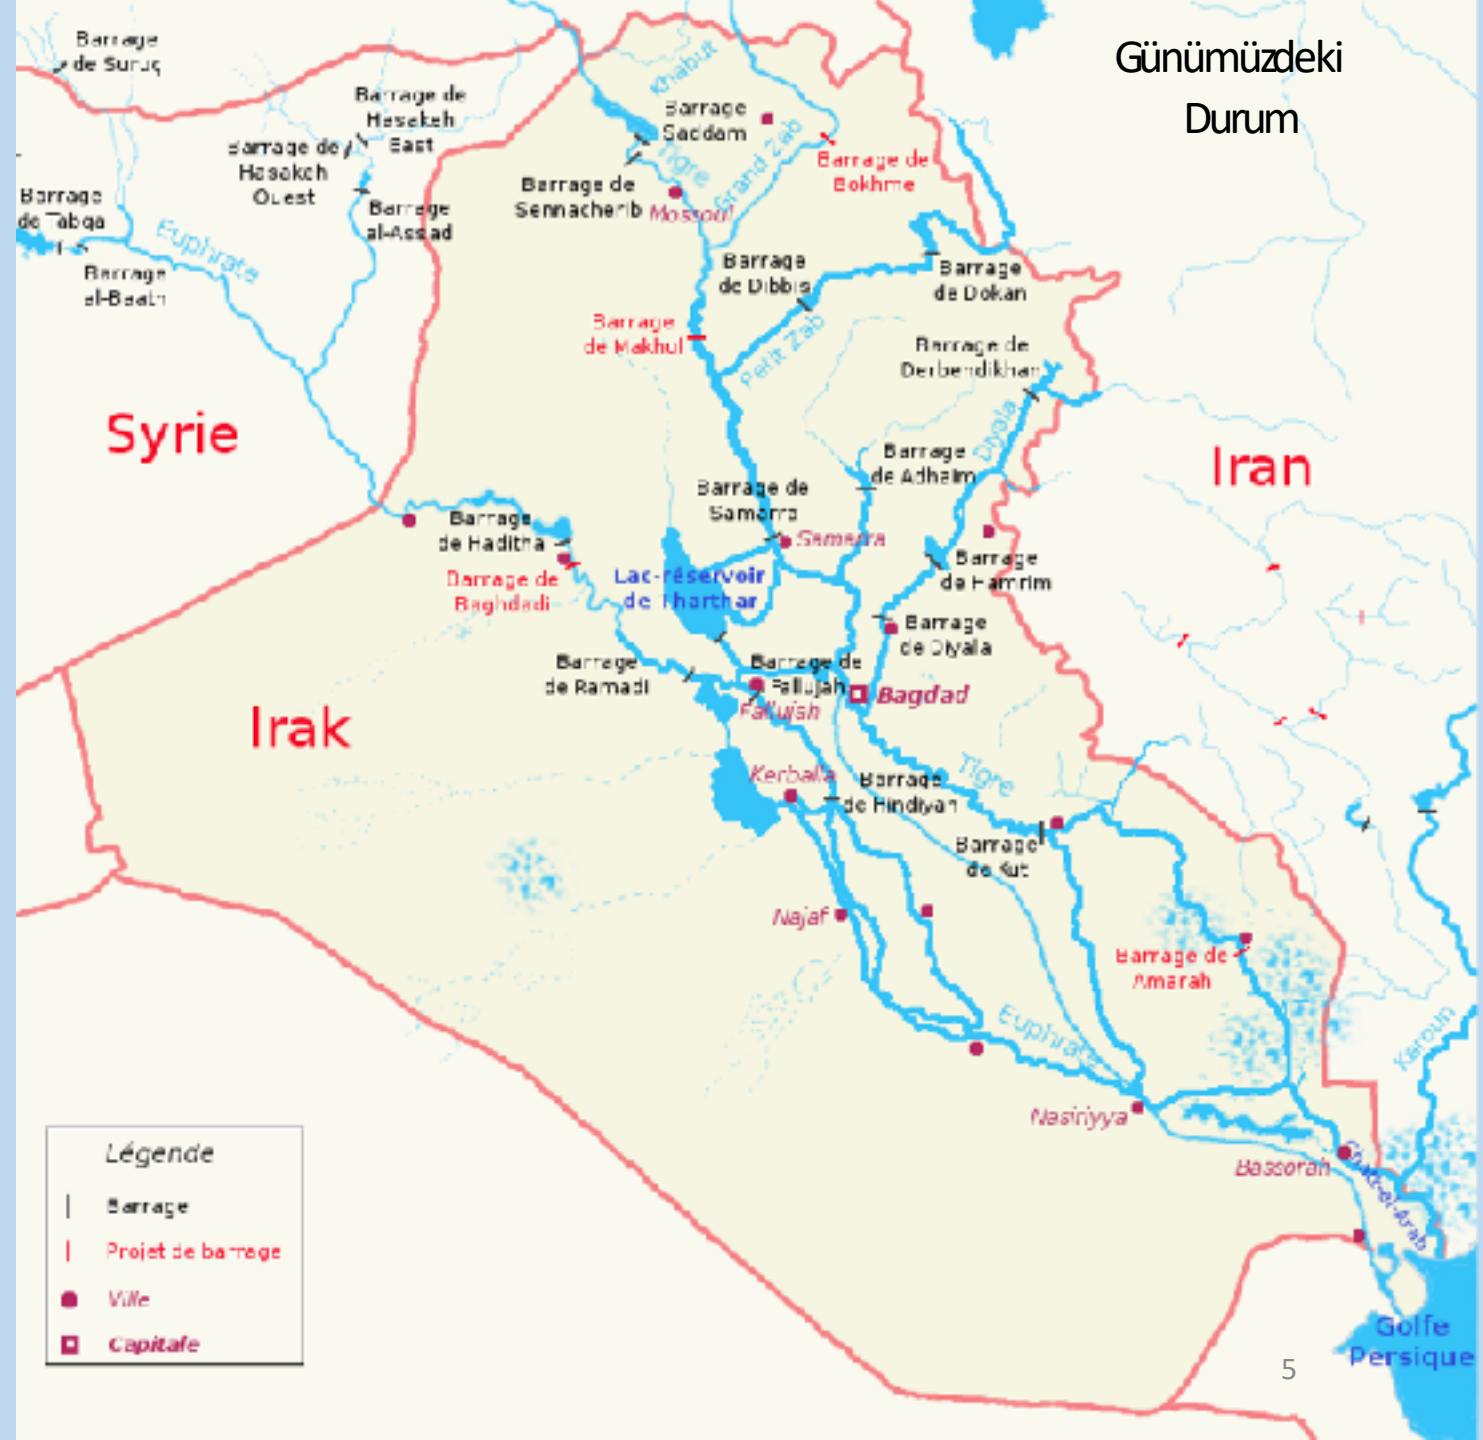 Günümüzdeki
Durum
Barrage
de Suruç
Barrage de
Hasakeh
East
Barrage de
Hasakeh
Ouest
Barrage
al-Assad
Barrage
de Tabqa
Barrage
al-Baath
Euphrate
Syrie
Khabur
Barrage
Saddam
Tigre
Grand Zab
Barrage de
Bokhme
Barrage de
Sennacherib
Mossoul
Barrage
de Dibbis
Barrage
de Dokan
Barrage
de Makhul
Petit Zab
Barrage de
Derbendikhan
Diyala
Iran
Barrage
de Adhaim
Barrage de
Samarra
Samarra
Barrage
de Haditha
Barrage de
Baghdadi
Lac-réservoir
de Tharthar
Barrage
de Hamrim
Barrage
de Diyala
Barrage
de Ramadi
Barrage de
Fallujah
Fallujah
Bagdad
Irak
Kerballa
Barrage
de Hindiyah
Tigre
Barrage
de Kut
Najaf
Barrage de
Amarah
Euphrate
Karoun
Nasiriyya
Bassorah
Chatt-el-Arab
Golfe
Persique
Légende
Barrage
Projet de barrage
Ville
Capitale
5